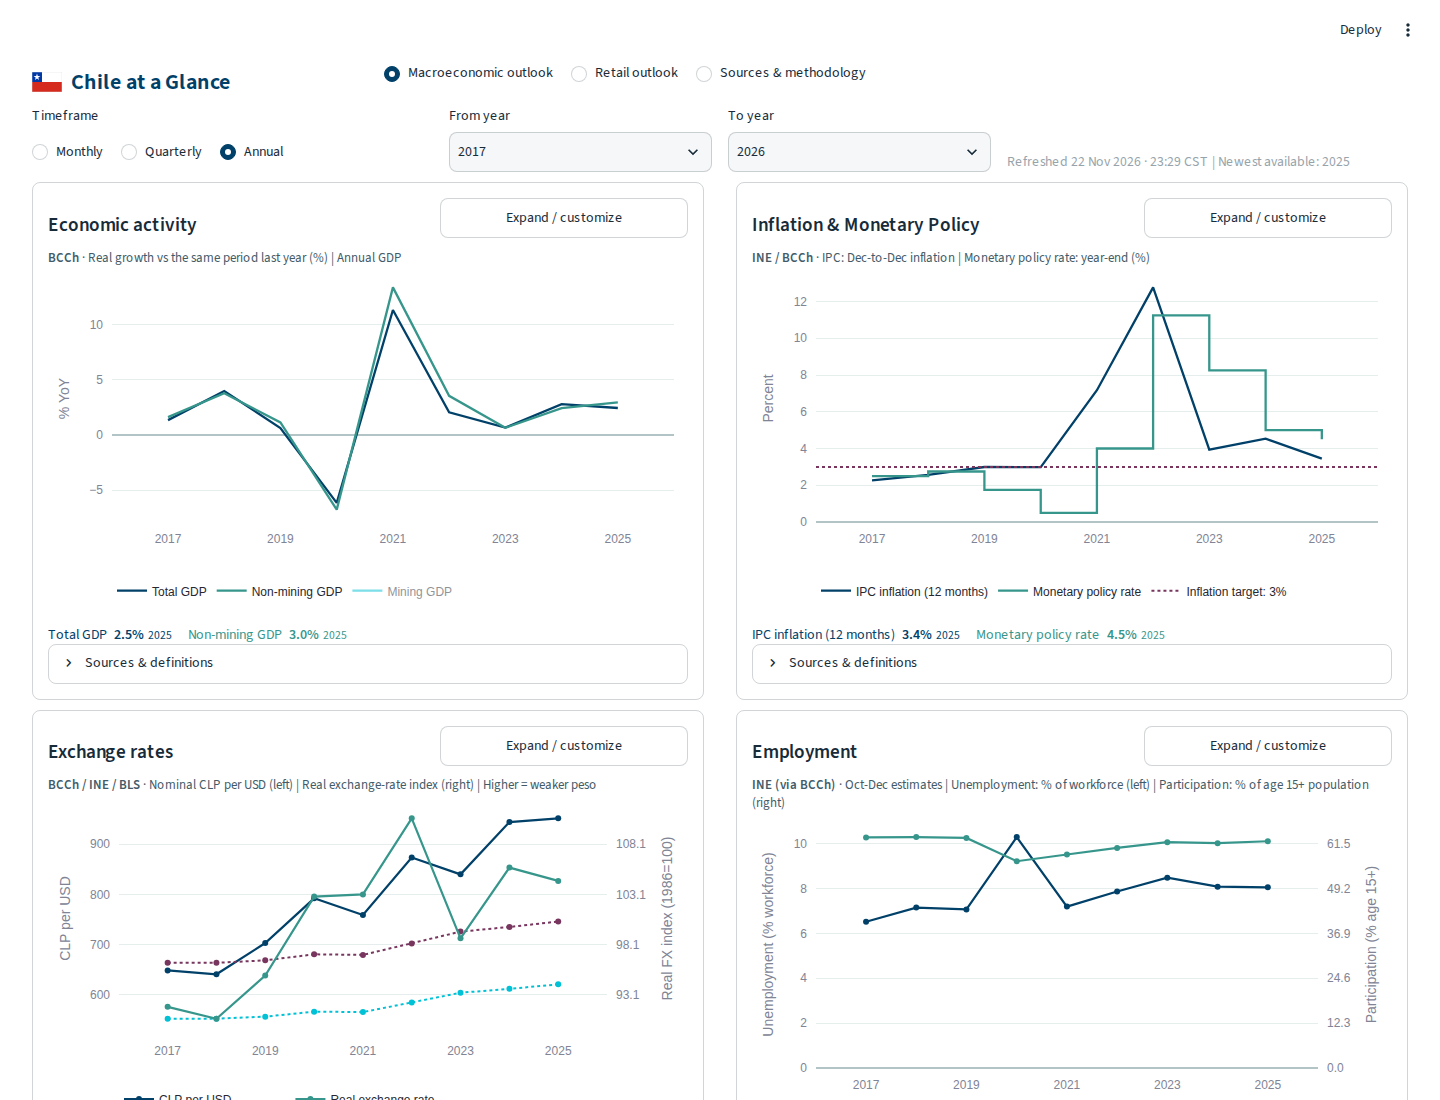 Deploy
Chile at a Glance
Macroeconomic outlook Retail outlook Sources & methodology
Timeframe
Monthly Quarterly Annual
From year
2017
To year
2026
Refreshed 22 Nov 2026 · 23:29 CST | Newest available: 2025
Economic activity
Expand / customize
BCCh · Real growth vs the same period last year (%) | Annual GDP
% YoY
10
5
0
−5
2017 2019 2021 2023 2025
Total GDP Non-mining GDP Mining GDP
Total GDP 2.5% 2025 Non-mining GDP 3.0% 2025
Sources & definitions
Inflation & Monetary Policy
Expand / customize
INE / BCCh · IPC: Dec-to-Dec inflation | Monetary policy rate: year-end (%)
Percent
12
10
8
6
4
2
0
2017 2019 2021 2023 2025
IPC inflation (12 months) Monetary policy rate Inflation target: 3%
IPC inflation (12 months) 3.4% 2025 Monetary policy rate 4.5% 2025
Sources & definitions
Exchange rates
Expand / customize
BCCh / INE / BLS · Nominal CLP per USD (left) | Real exchange-rate index (right) | Higher = weaker peso
CLP per USD
900
800
700
600
108.1
103.1
98.1
93.1
Real FX index (1986=100)
2017 2019 2021 2023 2025
CLP per USD Real exchange rate
Employment
Expand / customize
INE (via BCCh) · Oct-Dec estimates | Unemployment: % of workforce (left) | Participation: % of age 15+ population
(right)
Unemployment (% workforce)
10
8
6
4
2
0
61.5
49.2
36.9
24.6
12.3
0.0
Participation (% age 15+)
2017 2019 2021 2023 2025